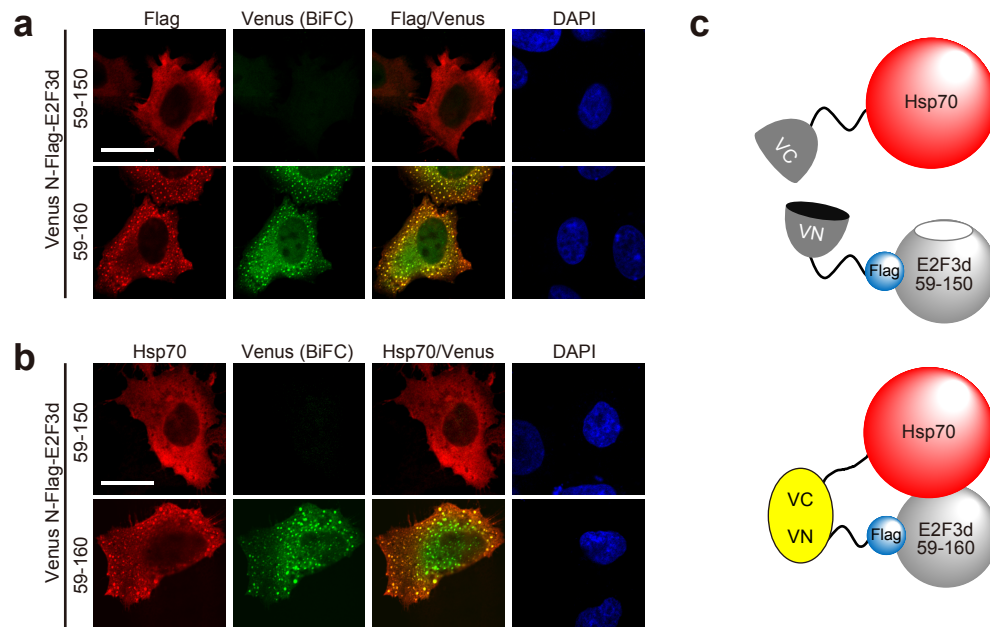 a
Flag Venus (BiFC) Flag/Venus DAPI
Venus N-Flag-E2F3d
59-150
59-160
b
Hsp70 Venus (BiFC) Hsp70/Venus DAPI
Venus N-Flag-E2F3d
59-150
59-160
c
Hsp70
VC
VN
Flag
E2F3d
59-150
Hsp70
VC
VN
Flag
E2F3d
59-160